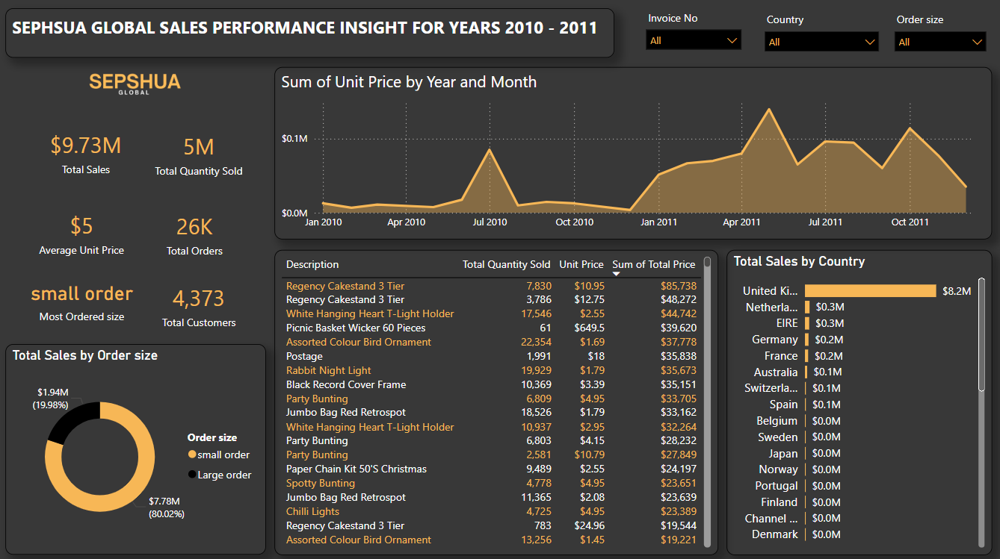 SEPHSUA GLOBAL SALES PERFORMANCE INSIGHT FOR YEARS 2010 - 2011
Invoice No
All
Country
All
Order size
All
SEPSHUA
GLOBAL
$9.73M
Total Sales
5M
Total Quantity Sold
$5
Average Unit Price
26K
Total Orders
small order
Most Ordered size
4,373
Total Customers
Sum of Unit Price by Year and Month
$0.1M
$0.0M
Jan 2010 Apr 2010 Jul 2010 Oct 2010 Jan 2011 Apr 2011 Jul 2011 Oct 2011
Total Sales by Order size
$1.94M
(19.98%)
$7.78M
(80.02%)
Order size
small order
Large order
Description Total Quantity Sold Unit Price Sum of Total Price
Regency Cakestand 3 Tier 7,830 $10.95 $85,738
Regency Cakestand 3 Tier 3,786 $12.75 $48,272
White Hanging Heart T-Light Holder 17,546 $2.55 $44,742
Picnic Basket Wicker 60 Pieces 61 $649.5 $39,620
Assorted Colour Bird Ornament 22,354 $1.69 $37,778
Postage 1,991 $18 $35,838
Rabbit Night Light 19,929 $1.79 $35,673
Black Record Cover Frame 10,369 $3.39 $35,151
Party Bunting 6,809 $4.95 $33,705
Jumbo Bag Red Retrospot 18,526 $1.79 $33,162
White Hanging Heart T-Light Holder 10,937 $2.95 $32,264
Party Bunting 6,803 $4.15 $28,232
Party Bunting 2,581 $10.79 $27,849
Paper Chain Kit 50'S Christmas 9,489 $2.55 $24,197
Spotty Bunting 4,778 $4.95 $23,651
Jumbo Bag Red Retrospot 11,365 $2.08 $23,639
Chilli Lights 4,725 $4.95 $23,389
Regency Cakestand 3 Tier 783 $24.96 $19,544
Assorted Colour Bird Ornament 13,256 $1.45 $19,221
Total Sales by Country
United Ki... $8.2M
Netherla... $0.3M
EIRE $0.3M
Germany $0.2M
France $0.2M
Australia $0.1M
Switzerla... $0.1M
Spain $0.1M
Belgium $0.0M
Sweden $0.0M
Japan $0.0M
Norway $0.0M
Portugal $0.0M
Finland $0.0M
Channel ... $0.0M
Denmark $0.0M